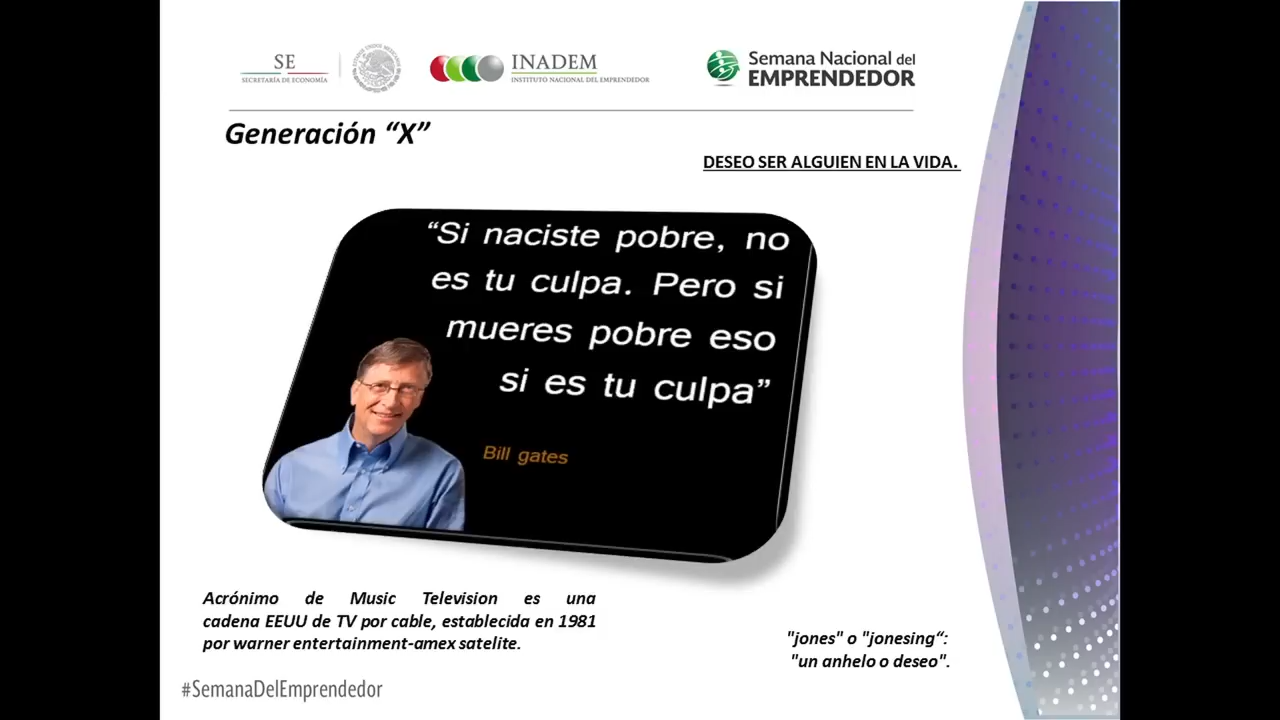 SE
SECRETARÍA DE ECONOMÍA
INADEM
INSTITUTO NACIONAL DEL EMPRENDEDOR
Semana Nacional del
EMPRENDEDOR
Generación “X”
DESEO SER ALGUIEN EN LA VIDA.
“Si naciste pobre, no
es tu culpa. Pero si
mueres pobre eso
si es tu culpa”
Bill gates
Acrónimo de Music Television es una
cadena EEUU de TV por cable, establecida en 1981
por warner entertainment-amex satelite.
"jones" o "jonesing“:
"un anhelo o deseo".
#SemanaDelEmprendedor